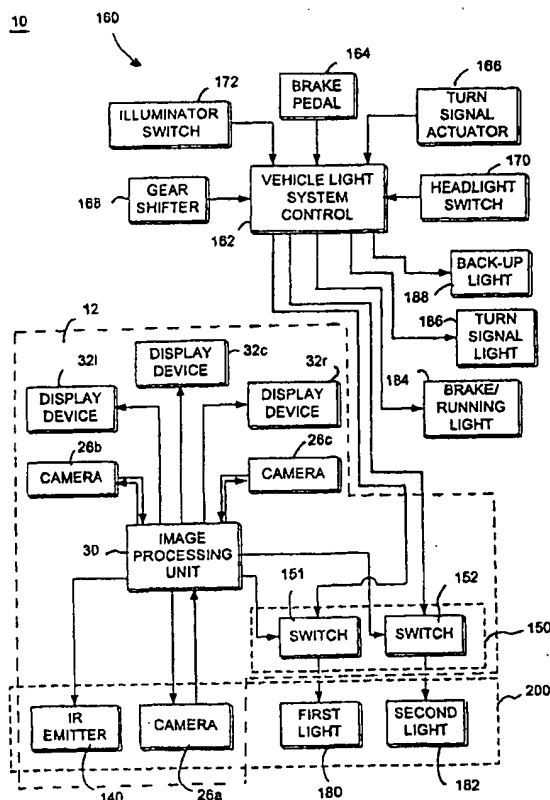 10
160
172
ILLUMINATOR
SWITCH
164
BRAKE
PEDAL
166
TURN
SIGNAL
ACTUATOR
168
GEAR
SHIFTER
VEHICLE LIGHT
SYSTEM
CONTROL
162
170
HEADLIGHT
SWITCH
BACK-UP
LIGHT
188
186
TURN
SIGNAL
LIGHT
184
BRAKE/
RUNNING
LIGHT
12
32l
DISPLAY
DEVICE
DISPLAY
DEVICE
32c
32r
DISPLAY
DEVICE
26b
CAMERA
26c
CAMERA
30
IMAGE
PROCESSING
UNIT
151
SWITCH
152
SWITCH
150
IR
EMITTER
140
CAMERA
26a
FIRST
LIGHT
180
SECOND
LIGHT
182
200